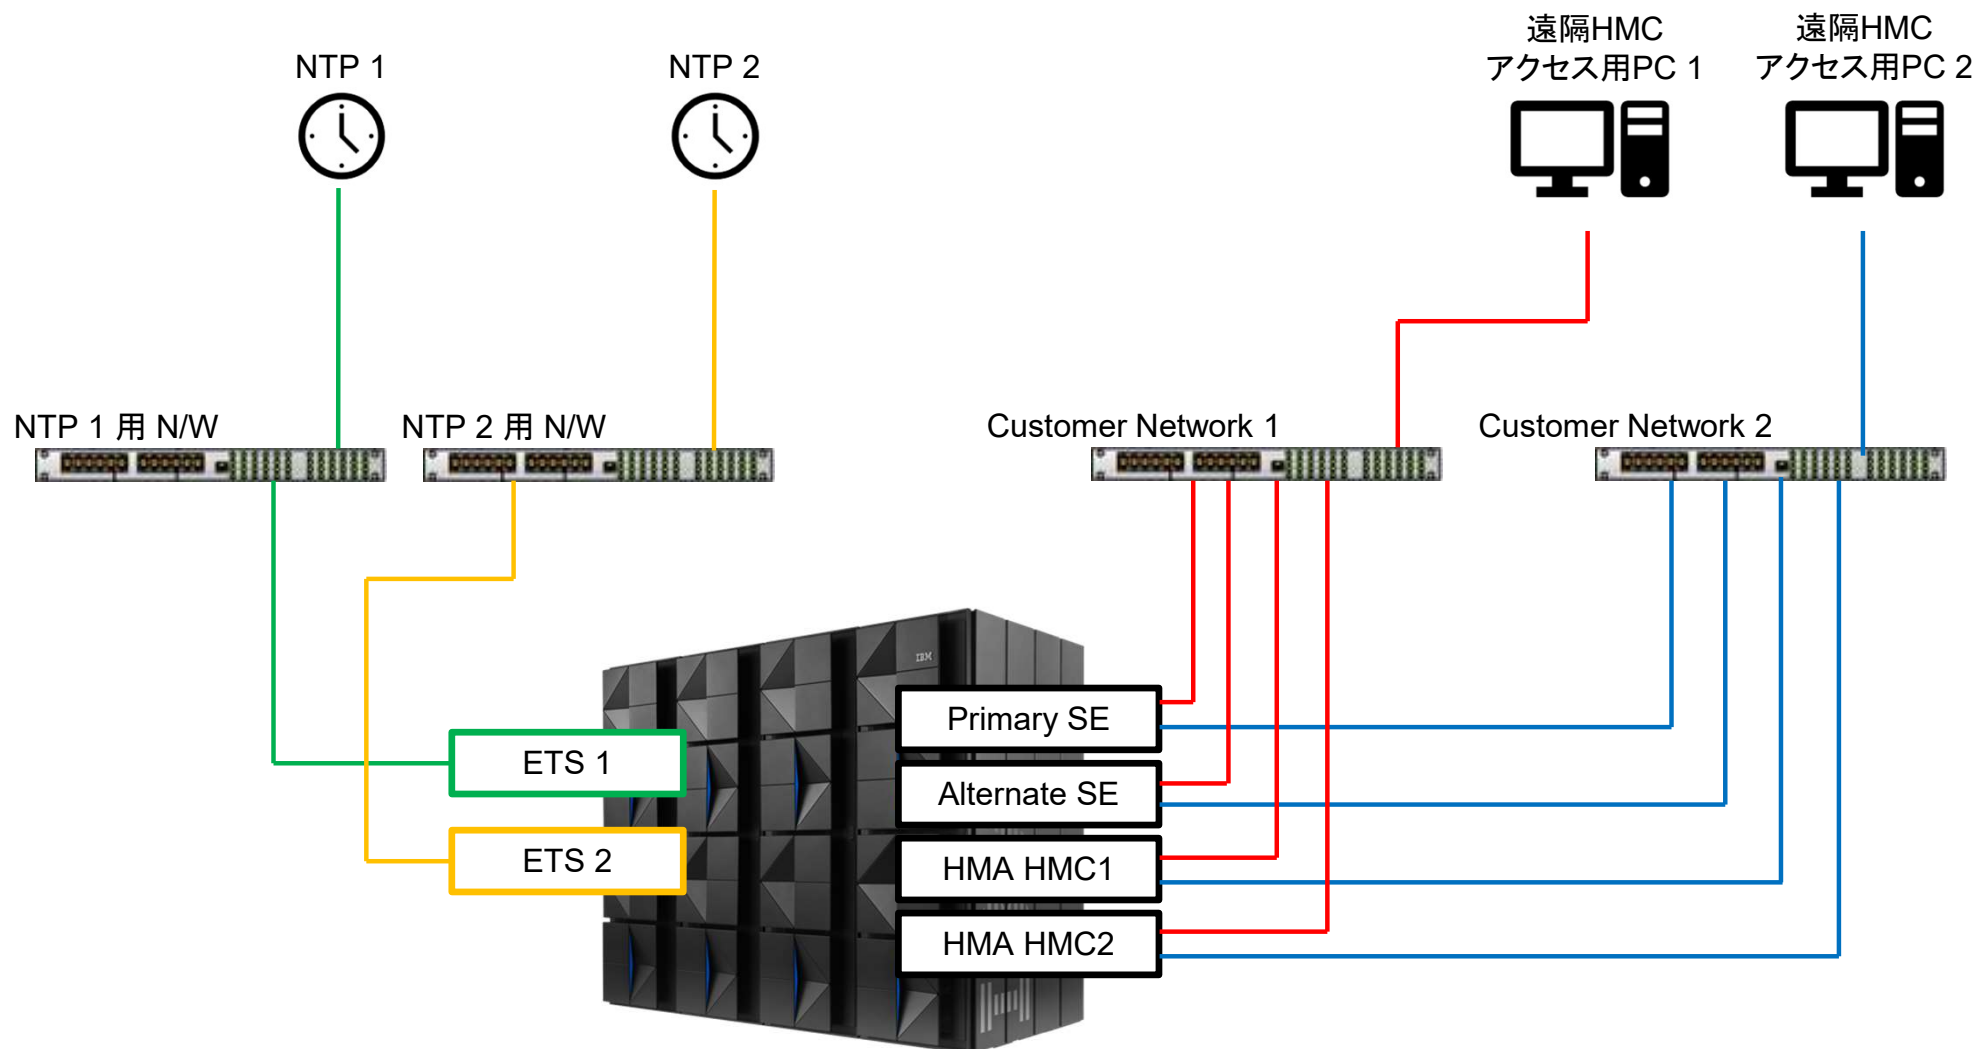 NTP 1
NTP 2
遠隔HMC
アクセス用PC 1
遠隔HMC
アクセス用PC 2
NTP 1 用 N/W
NTP 2 用 N/W
Customer Network 1
Customer Network 2
IBM
Primary SE
ETS 1
Alternate SE
ETS 2
HMA HMC1
HMA HMC2